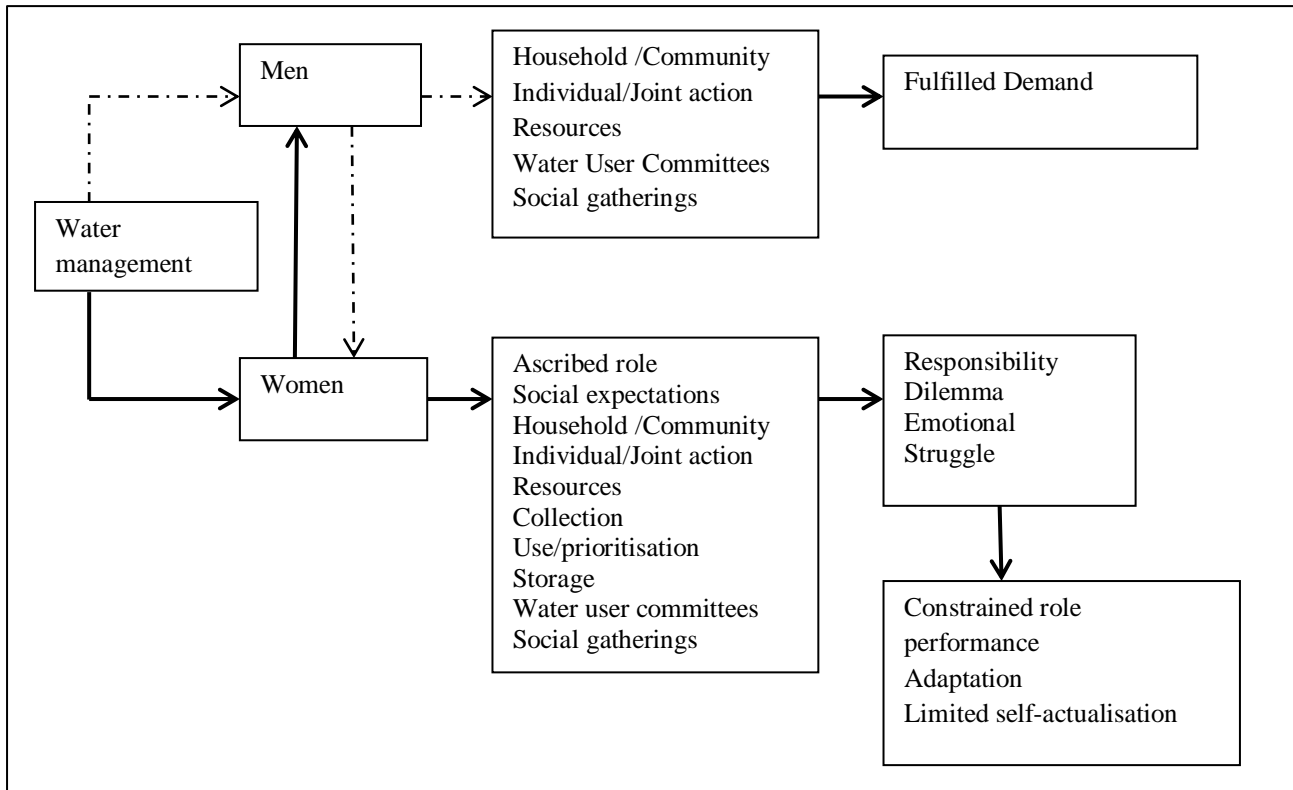 Men
Household /Community
Individual/Joint action
Resources
Water User Committees
Social gatherings
Fulfilled Demand
Water
management
Women
Ascribed role
Social expectations
Household /Community
Individual/Joint action
Resources
Collection
Use/prioritisation
Storage
Water user committees
Social gatherings
Responsibility
Dilemma
Emotional
Struggle
Constrained role
performance
Adaptation
Limited self-actualisation